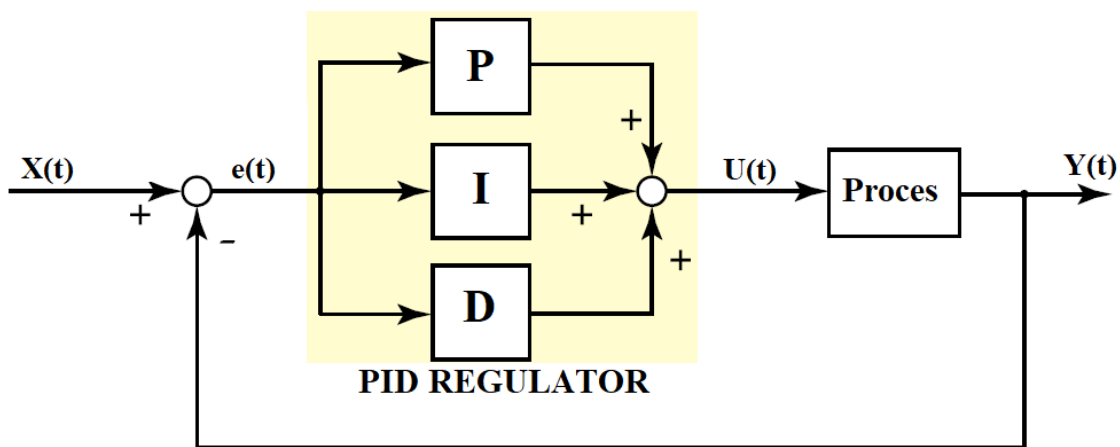 P
+
X(t)
e(t)
I
U(t)
Proces
Y(t)
+
+
-
+
D
PID REGULATOR